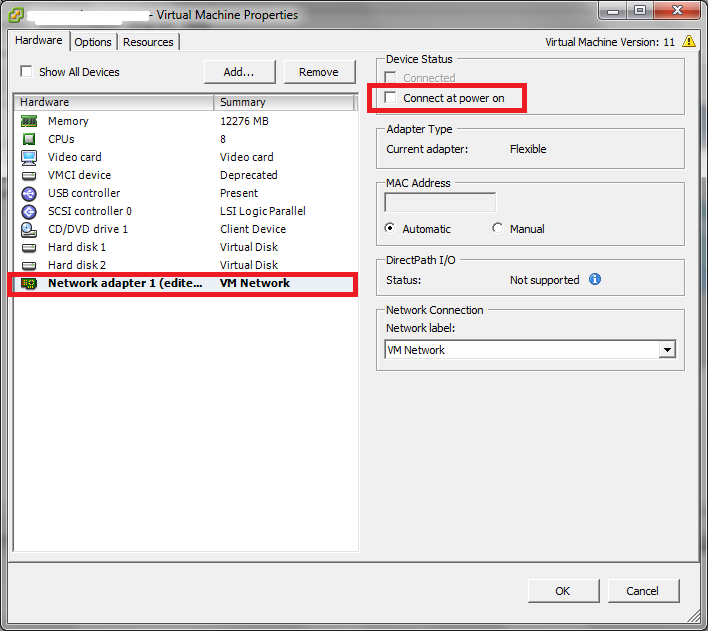 - Virtual Machine Properties
Hardware Options Resources
Virtual Machine Version: 11
Show All Devices
Add...
Remove
Hardware Summary
Memory 12276 MB
CPUs 8
Video card Video card
VMCI device Deprecated
USB controller Present
SCSI controller 0 LSI Logic Parallel
CD/DVD drive 1 Client Device
Hard disk 1 Virtual Disk
Hard disk 2 Virtual Disk
Network adapter 1 (edite... VM Network
Device Status
Connected
Connect at power on
Adapter Type
Current adapter: Flexible
MAC Address
Automatic Manual
DirectPath I/O
Status: Not supported
Network Connection
Network label:
VM Network
OK Cancel